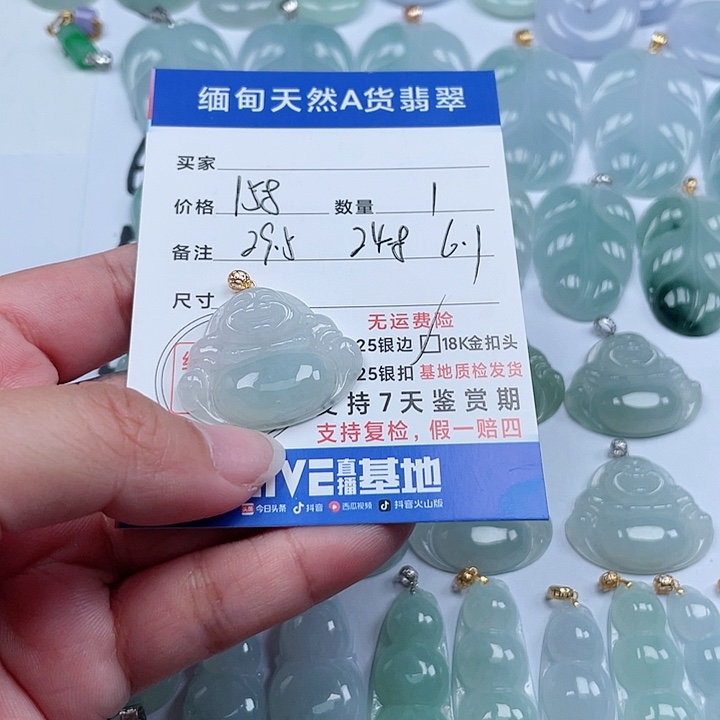 缅甸天然A货翡翠
买家
价格 158 数量 1
备注 29.5 24.8 6.1
尺寸
无运费险
25银边 □18K金扣头
25银扣 基地质检发货
持7天鉴赏期
支持复检，假一赔四
IVE直播基地
今日头条 抖音 西瓜视频 抖音火山版